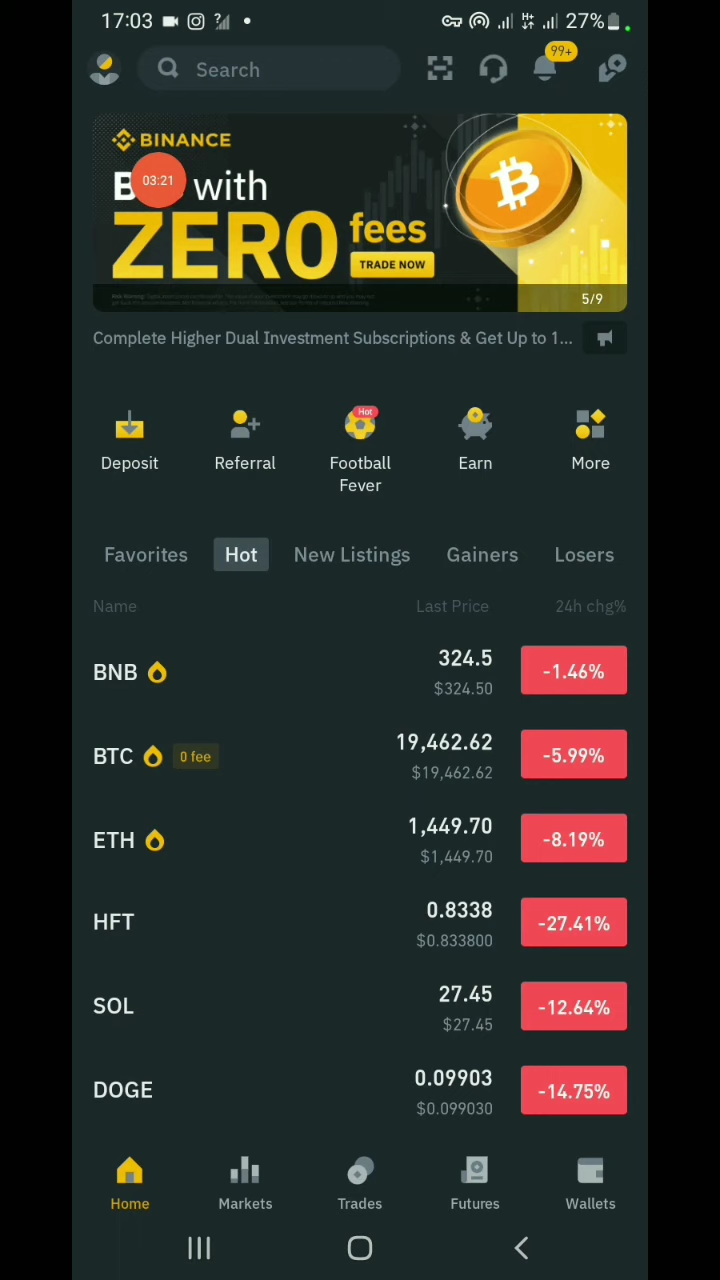 17:03
27%
99+
Search
BINANCE
03:21
with
ZERO fees
TRADE NOW
5/9
Complete Higher Dual Investment Subscriptions & Get Up to 1...
Hot
Deposit
Referral
Football
Fever
Earn
More
Favorites
Hot
New Listings
Gainers
Losers
Name
Last Price
24h chg%
BNB
324.5
$324.50
-1.46%
BTC
0 fee
19,462.62
$19,462.62
-5.99%
ETH
1,449.70
$1,449.70
-8.19%
HFT
0.8338
$0.833800
-27.41%
SOL
27.45
$27.45
-12.64%
DOGE
0.09903
$0.099030
-14.75%
Home
Markets
Trades
Futures
Wallets